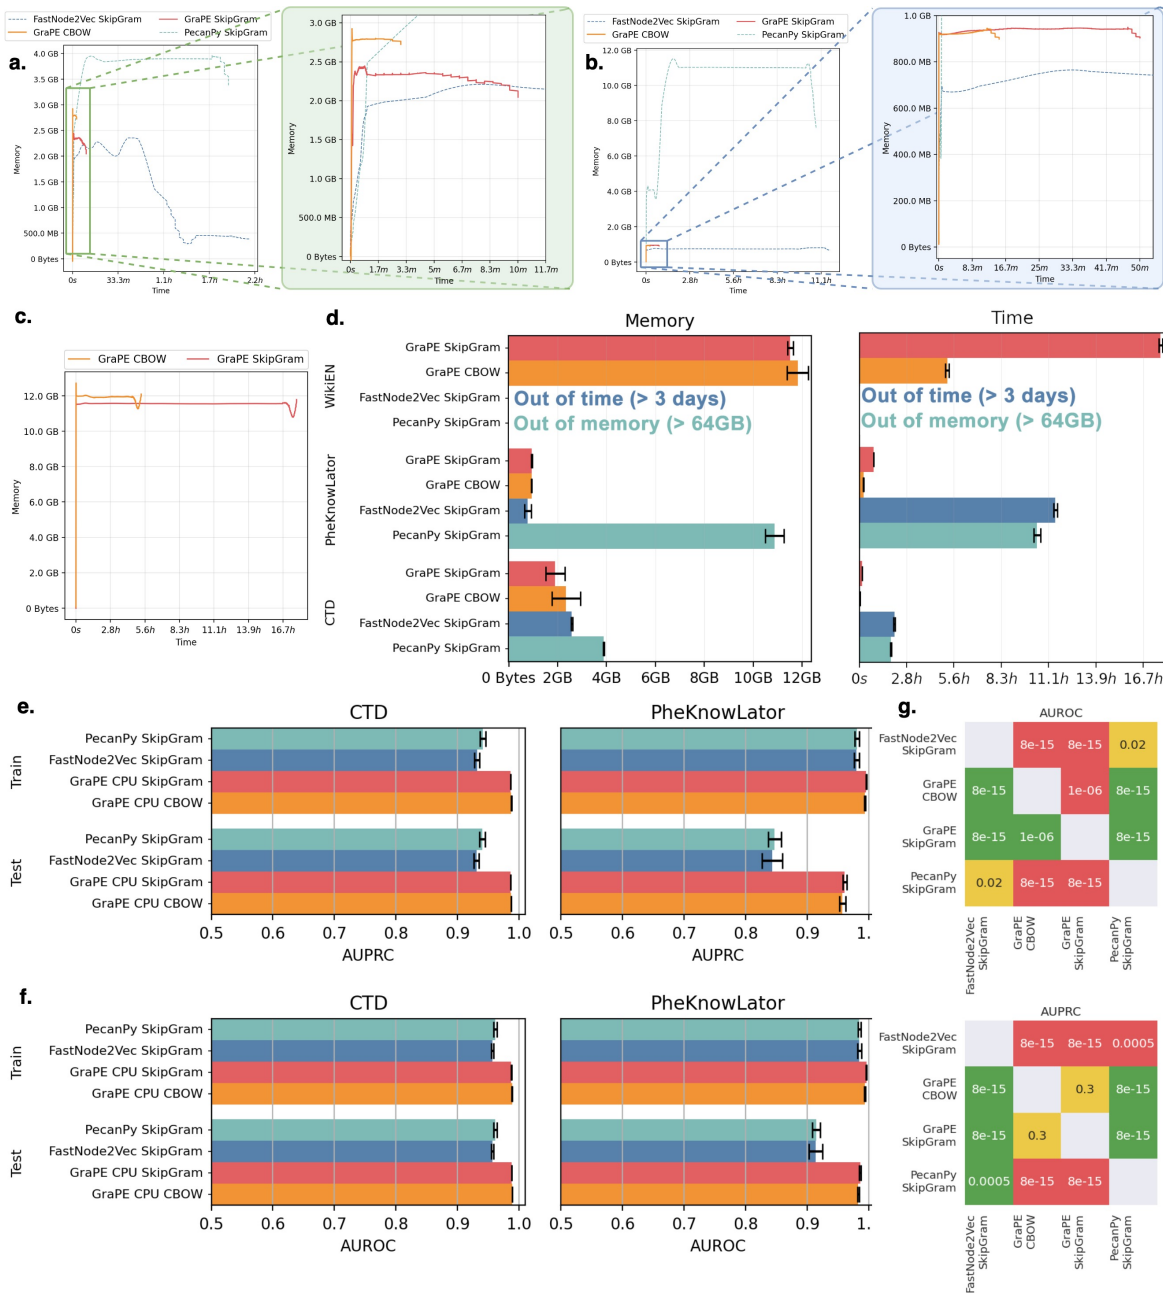 a.
FastNode2Vec SkipGram
GraPE SkipGram
GraPE CBOW
PecanPy SkipGram
4.0 GB
3.5 GB
3.0 GB
2.5 GB
2.0 GB
1.5 GB
1.0 GB
500.0 MB
0 Bytes
Memory
0s
33.3m
1.1h
1.7h
2.2h
Time
3.0 GB
2.5 GB
2.0 GB
1.5 GB
1.0 GB
500.0 MB
0 Bytes
Memory
0s
1.7m
3.3m
5m
6.7m
8.3m
10m
11.7m
Time
b.
FastNode2Vec SkipGram
GraPE SkipGram
GraPE CBOW
PecanPy SkipGram
12.0 GB
10.0 GB
8.0 GB
6.0 GB
4.0 GB
2.0 GB
0 Bytes
Memory
0s
2.8h
5.6h
8.3h
11.1h
Time
1.0 GB
800.0 MB
600.0 MB
400.0 MB
200.0 MB
0 Bytes
Memory
0s
8.3m
16.7m
25m
33.3m
41.7m
50m
Time
c.
GraPE CBOW
GraPE SkipGram
12.0 GB
10.0 GB
8.0 GB
6.0 GB
4.0 GB
2.0 GB
0 Bytes
Memory
0s
2.8h
5.6h
8.3h
11.1h
13.9h
16.7h
Time
d.
Memory
Time
WikiEN
GraPE SkipGram
GraPE CBOW
FastNode2Vec SkipGram
PecanPy SkipGram
Out of time (> 3 days)
Out of memory (> 64GB)
Out of time (> 3 days)
Out of memory (> 64GB)
PheKnowLator
GraPE SkipGram
GraPE CBOW
FastNode2Vec SkipGram
PecanPy SkipGram
CTD
GraPE SkipGram
GraPE CBOW
FastNode2Vec SkipGram
PecanPy SkipGram
0 Bytes
2GB
4GB
6GB
8GB
10GB
12GB
0s
2.8h
5.6h
8.3h
11.1h
13.9h
16.7h
e.
CTD
PheKnowLator
Train
PecanPy SkipGram
FastNode2Vec SkipGram
GraPE CPU SkipGram
GraPE CPU CBOW
Test
PecanPy SkipGram
FastNode2Vec SkipGram
GraPE CPU SkipGram
GraPE CPU CBOW
0.5
0.6
0.7
0.8
0.9
1.0
AUPRC
0.5
0.6
0.7
0.8
0.9
1.
AUPRC
f.
CTD
PheKnowLator
Train
PecanPy SkipGram
FastNode2Vec SkipGram
GraPE CPU SkipGram
GraPE CPU CBOW
Test
PecanPy SkipGram
FastNode2Vec SkipGram
GraPE CPU SkipGram
GraPE CPU CBOW
0.5
0.6
0.7
0.8
0.9
1.0
AUROC
0.5
0.6
0.7
0.8
0.9
1.
AUROC
g.
AUROC
FastNode2Vec
SkipGram
8e-15 8e-15 0.02
GraPE
CBOW
8e-15 1e-06 8e-15
GraPE
SkipGram
8e-15 1e-06 8e-15
PecanPy
SkipGram
0.02 8e-15 8e-15
FastNode2Vec
SkipGram
GraPE
CBOW
GraPE
SkipGram
PecanPy
SkipGram
AUPRC
FastNode2Vec
SkipGram
8e-15 8e-15 0.0005
GraPE
CBOW
8e-15 0.3 8e-15
GraPE
SkipGram
8e-15 0.3 8e-15
PecanPy
SkipGram
0.0005 8e-15 8e-15
FastNode2Vec
SkipGram
GraPE
CBOW
GraPE
SkipGram
PecanPy
SkipGram